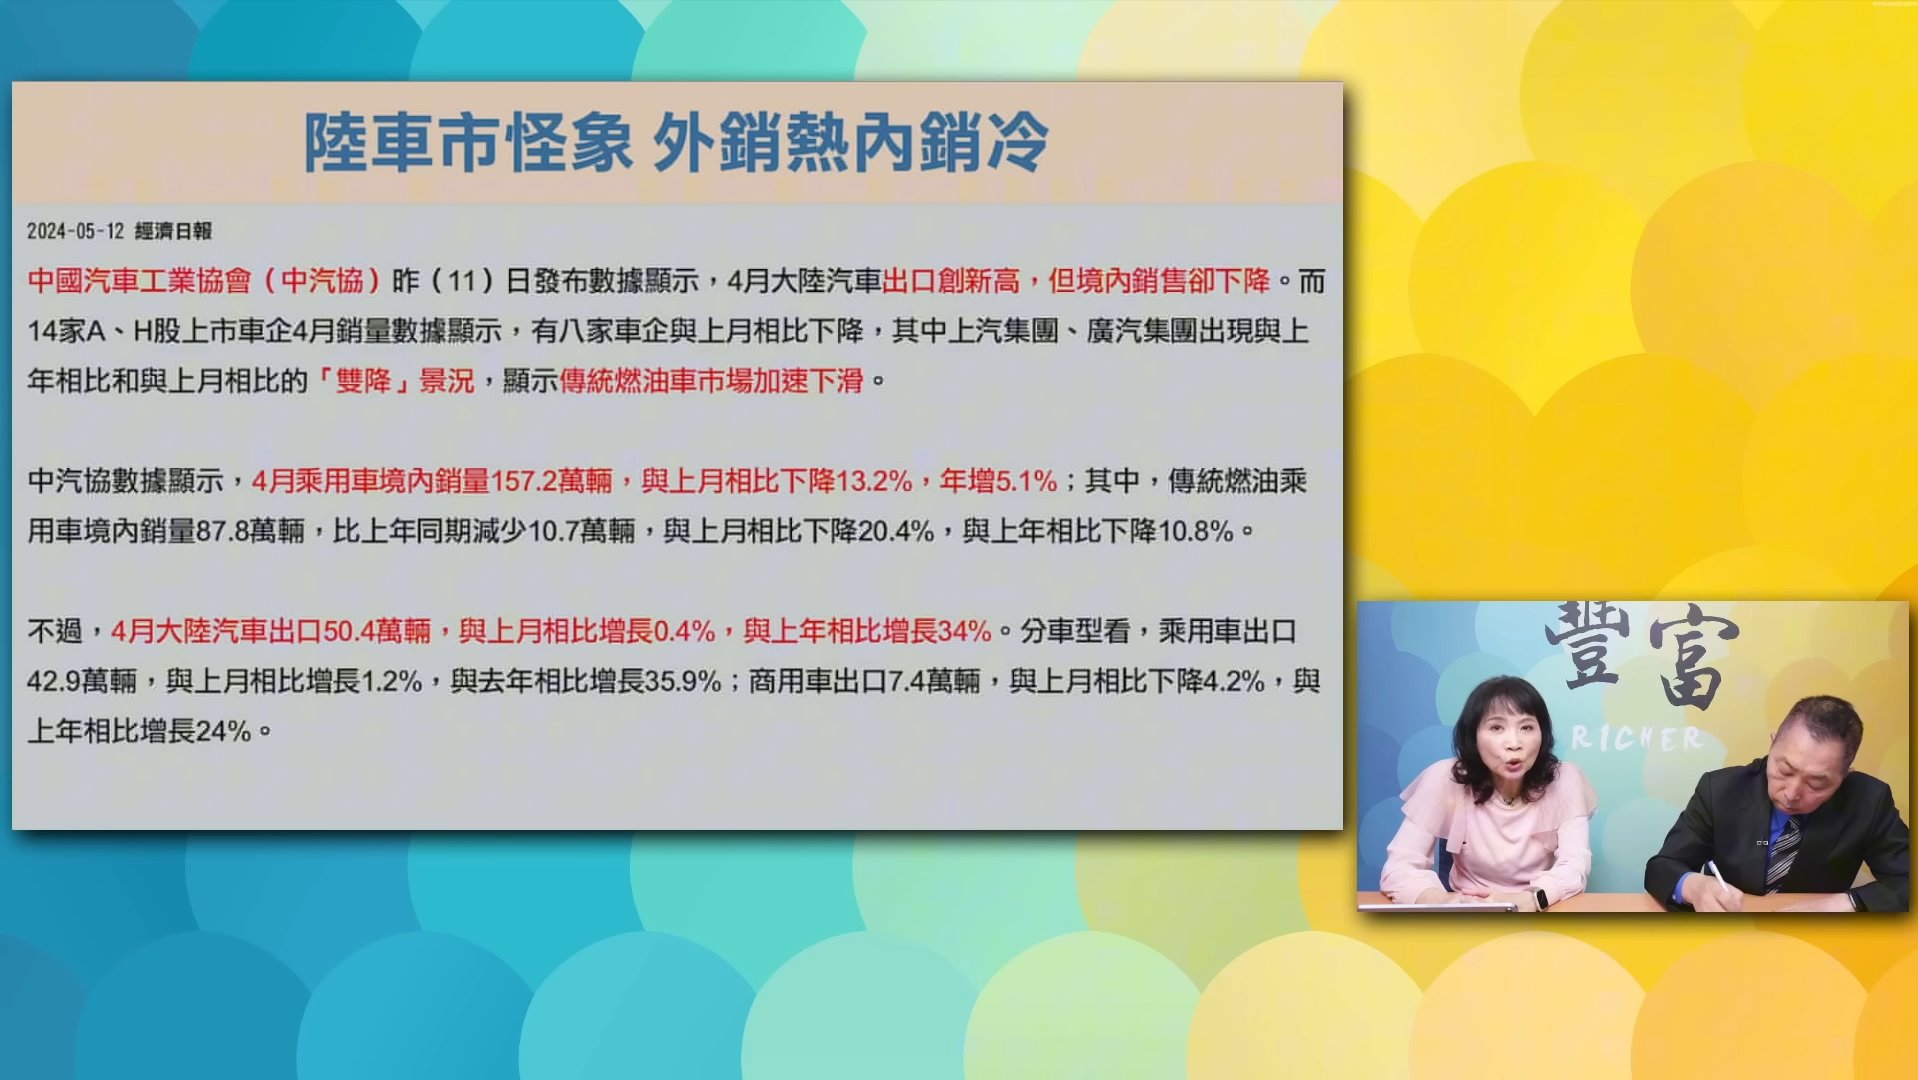 陸車市怪象 外銷熱內銷冷
2024-05-12 經濟日報
中國汽車工業協會（中汽協）昨（11）日發布數據顯示，4月大陸汽車出口創新高，但境內銷售卻下降。而
14家A、H股上市車企4月銷量數據顯示，有八家車企與上月相比下降，其中上汽集團、廣汽集團出現與上
年相比和與上月相比的「雙降」景況，顯示傳統燃油車市場加速下滑。
中汽協數據顯示，4月乘用車境內銷量157.2萬輛，與上月相比下降13.2%，年增5.1%；其中，傳統燃油乘
用車境內銷量87.8萬輛，比上年同期減少10.7萬輛，與上月相比下降20.4%，與上年相比下降10.8%。
不過，4月大陸汽車出口50.4萬輛，與上月相比增長0.4%，與上年相比增長34%。分車型看，乘用車出口
42.9萬輛，與上月相比增長1.2%，與去年相比增長35.9%；商用車出口7.4萬輛，與上月相比下降4.2%，與
上年相比增長24%。
豐富
RICHER